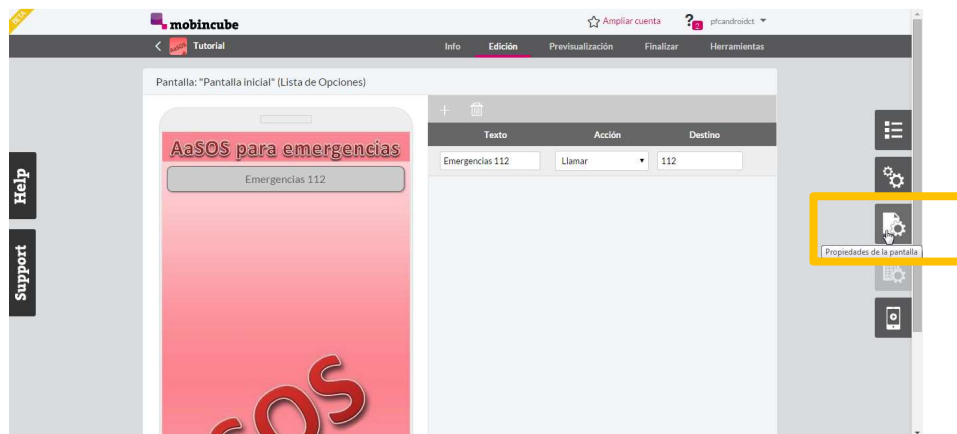 BETA
mobincube
Ampliar cuenta
? 2
pfcandroidct
Tutorial
Info
Edición
Previsualización
Finalizar
Herramientas
Pantalla: "Pantalla inicial" (Lista de Opciones)
Texto
Acción
Destino
Emergencias 112
Llamar
112
AaSOS para emergencias
Emergencias 112
SOS
Help
Support
Propiedades de la pantalla